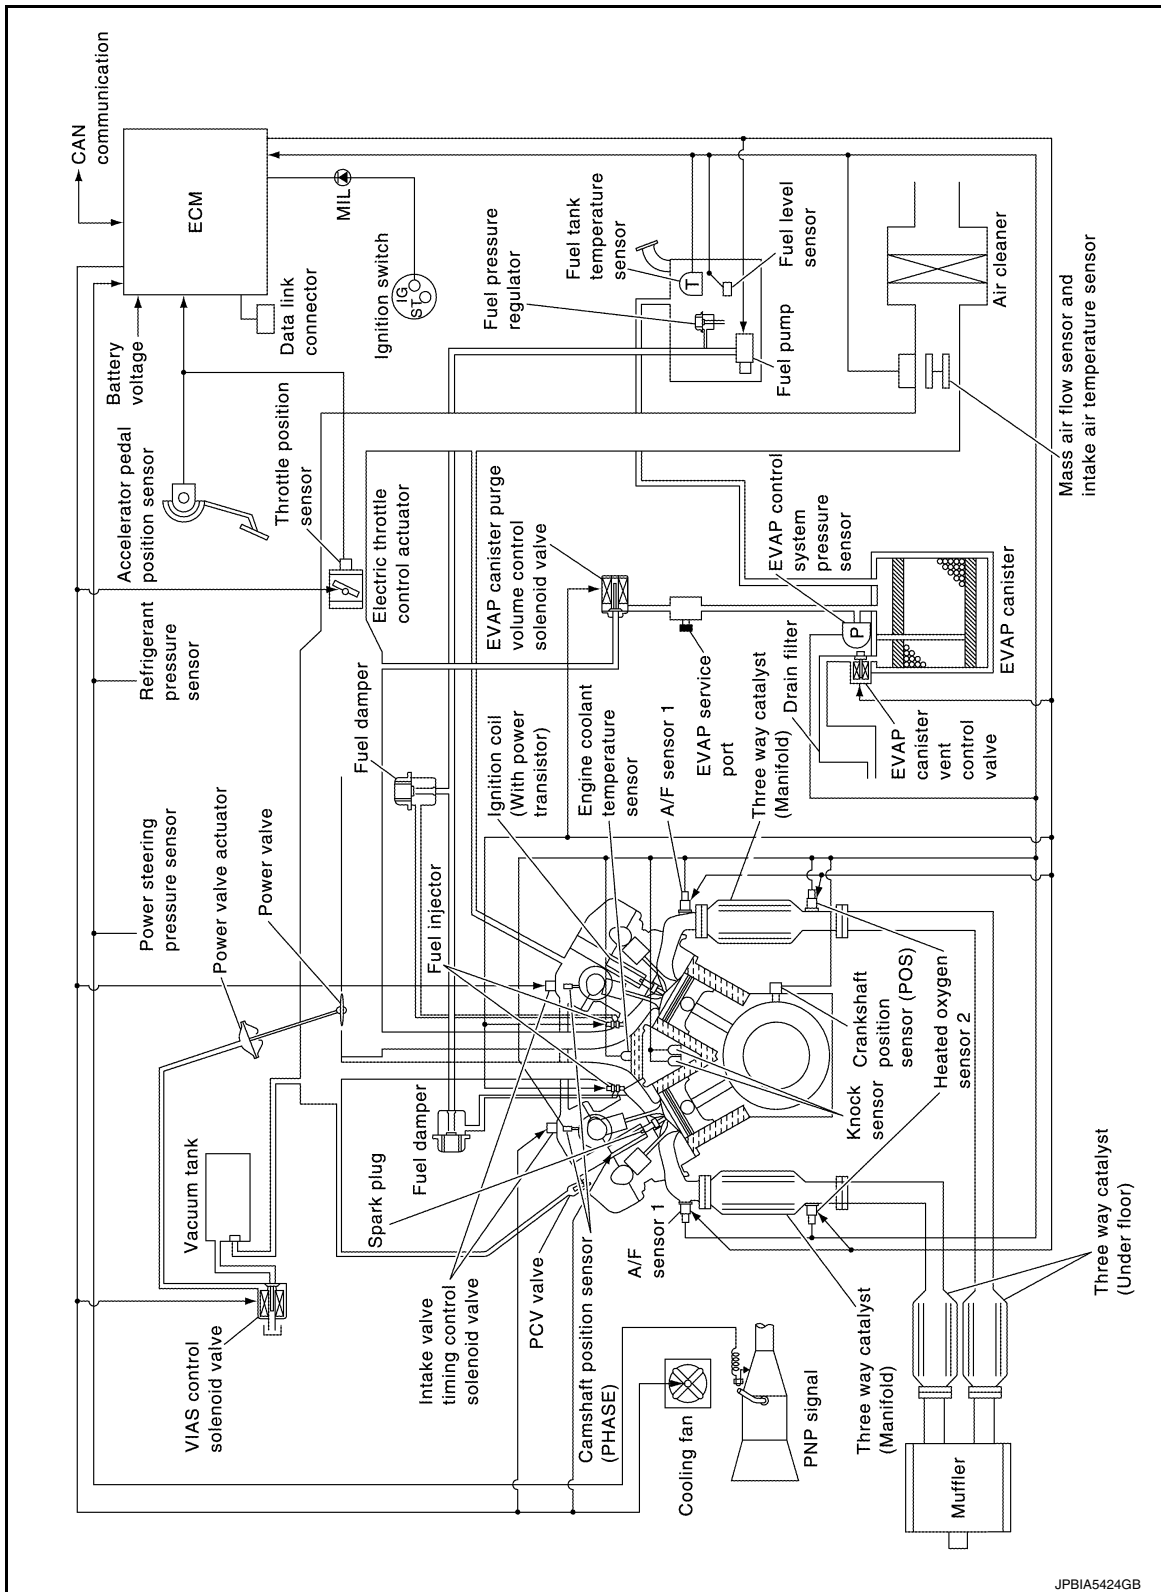 CAN
communication
ECM
MIL
Ignition switch
IG
ST
Data link
connector
Battery
voltage
Accelerator pedal
position sensor
Throttle position
sensor
Electric throttle
control actuator
Refrigerant
pressure
sensor
Power steering
pressure sensor
Power valve actuator
Power valve
Vacuum tank
VIAS control
solenoid valve
Fuel pressure
regulator
Fuel tank
temperature
sensor
T
Fuel level
sensor
Fuel pump
Air cleaner
Mass air flow sensor and
intake air temperature sensor
EVAP canister purge
volume control
solenoid valve
EVAP control
system
pressure
sensor
P
EVAP canister
Drain filter
EVAP
canister
vent
control
valve
EVAP service
port
Fuel damper
Ignition coil
(With power
transistor)
Engine coolant
temperature
sensor
A/F sensor 1
Three way catalyst
(Manifold)
Fuel injector
Fuel damper
Spark plug
Intake valve
timing control
solenoid valve
PCV valve
Camshaft position sensor
(PHASE)
A/F
sensor 1
Knock
sensor
Crankshaft
position
sensor (POS)
Heated oxygen
sensor 2
Three way catalyst
(Under floor)
Three way catalyst
(Manifold)
Cooling fan
PNP signal
Muffler
JPBIA5424GB